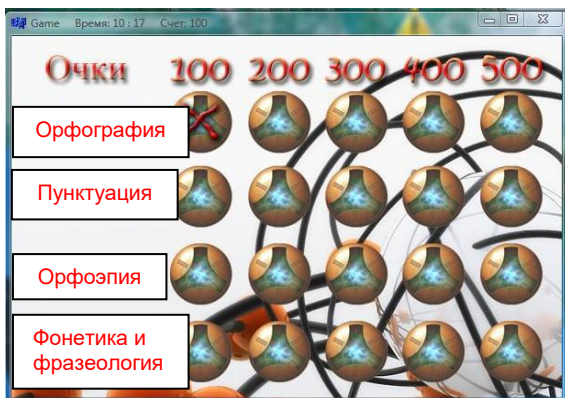 Game Время: 10 : 17 Счет: 100
Очки 100 200 300 400 500
Орфография
Пунктуация
Орфоэпия
Фонетика и
фразеология